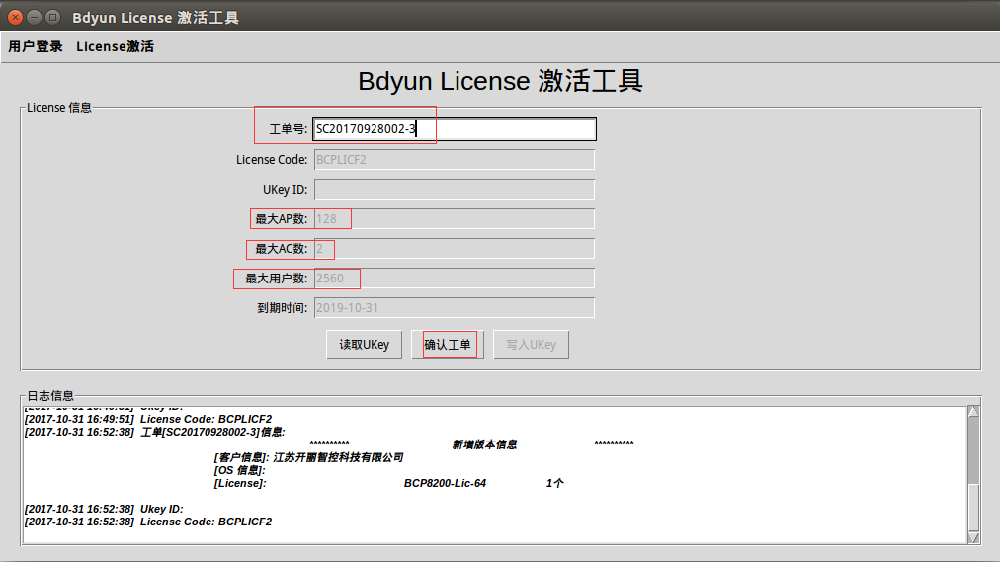 Bdyun License 激活工具
用户登录 License激活
Bdyun License 激活工具
License 信息
工单号: SC20170928002-3
License Code: BCPLICF2
UKey ID:
最大AP数: 128
最大AC数: 2
最大用户数: 2560
到期时间: 2019-10-31
读取UKey 确认工单 写入UKey
日志信息
Ukey ID:
[2017-10-31 16:49:51] License Code: BCPLICF2
[2017-10-31 16:52:38] 工单[SC20170928002-3]信息:
********** 新增版本信息 **********
[客户信息]: 江苏开丽智控科技有限公司
[OS 信息]:
[License]: BCP8200-Lic-64 1个
[2017-10-31 16:52:38] Ukey ID:
[2017-10-31 16:52:38] License Code: BCPLICF2